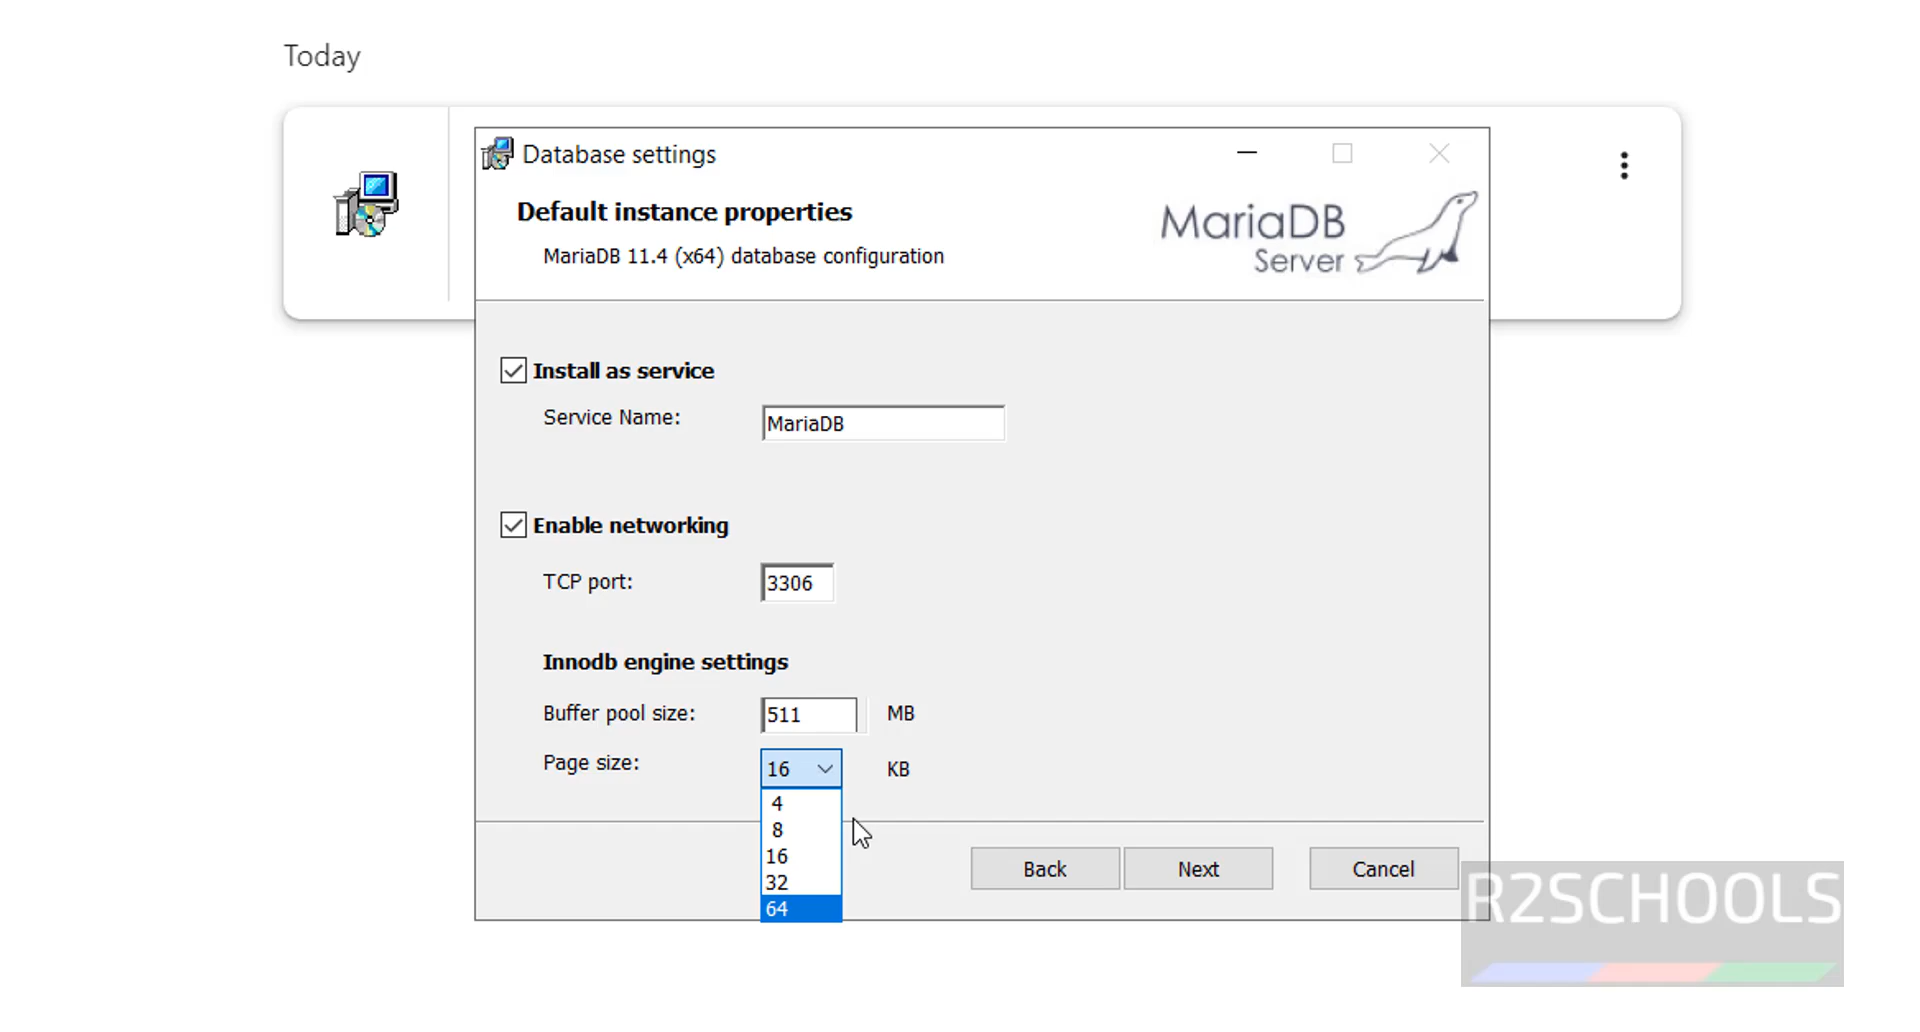 Today
Database settings
Default instance properties
MariaDB 11.4 (x64) database configuration
MariaDB
Server
Install as service
Service Name: MariaDB
Enable networking
TCP port: 3306
Innodb engine settings
Buffer pool size: 511 MB
Page size: 16 KB
4
8
16
32
64
Back Next Cancel
R2SCHOOLS